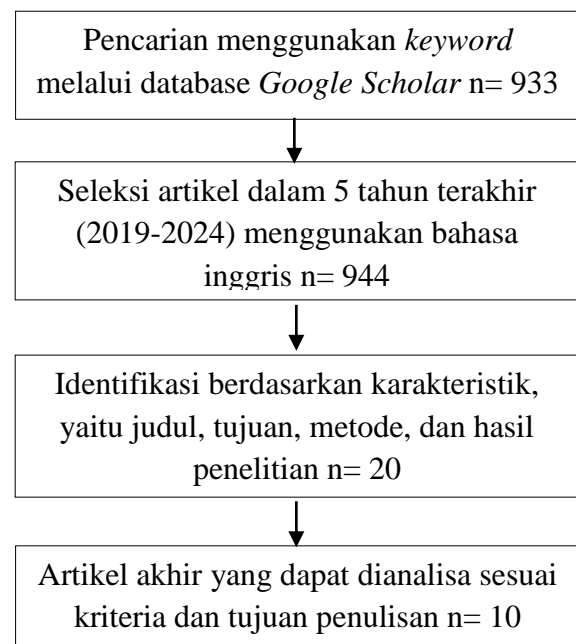 Pencarian menggunakan keyword
melalui database Google Scholar n= 933
Seleksi artikel dalam 5 tahun terakhir
(2019-2024) menggunakan bahasa
inggris n= 944
Identifikasi berdasarkan karakteristik,
yaitu judul, tujuan, metode, dan hasil
penelitian n= 20
Artikel akhir yang dapat dianalisa sesuai
kriteria dan tujuan penulisan n= 10